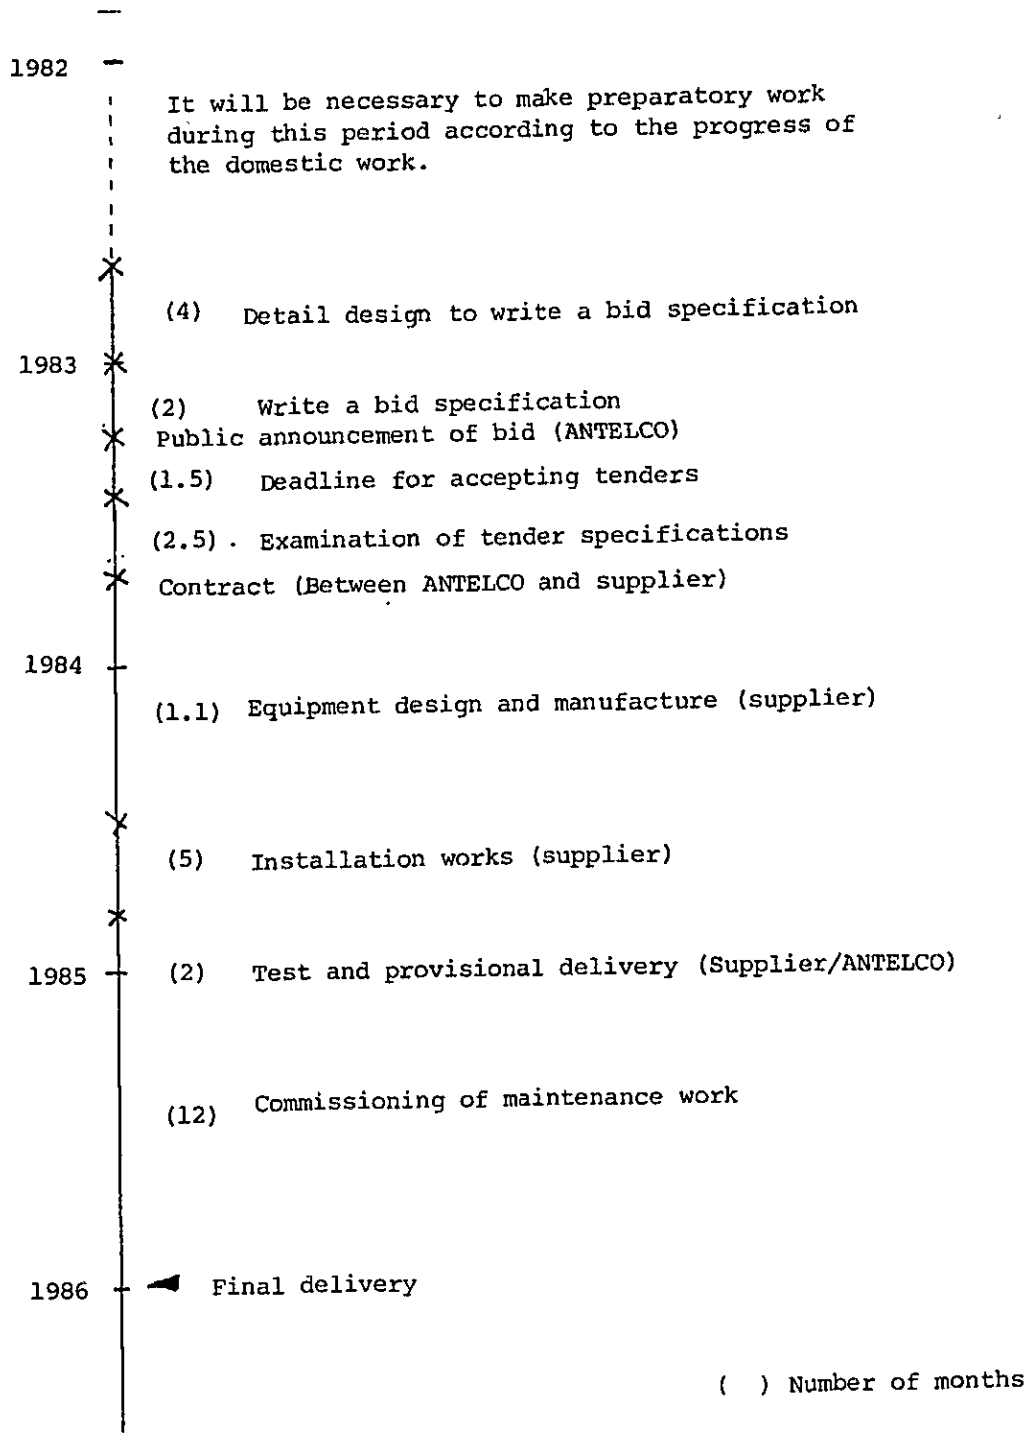 1982
It will be necessary to make preparatory work
during this period according to the progress of
the domestic work.
(4) Detail design to write a bid specification
1983
(2) Write a bid specification
Public announcement of bid (ANTELCO)
(1.5) Deadline for accepting tenders
(2.5) . Examination of tender specifications
Contract (Between ANTELCO and supplier)
1984
(1.1) Equipment design and manufacture (supplier)
(5) Installation works (supplier)
1985 (2) Test and provisional delivery (Supplier/ANTELCO)
(12) Commissioning of maintenance work
1986 Final delivery
( ) Number of months